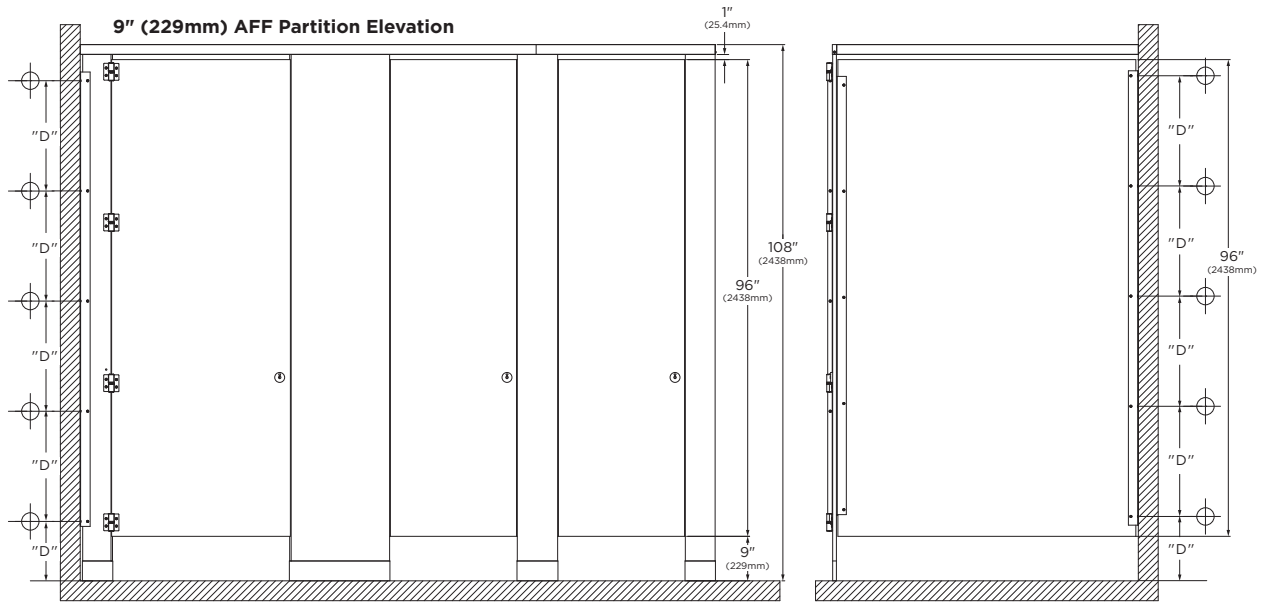 9" (229mm) AFF Partition Elevation
1"
(25.4mm)
"D"
"D"
"D"
"D"
"D"
108"
(2438mm)
96"
(2438mm)
9"
(229mm)
"D"
"D"
"D"
"D"
"D"
96"
(2438mm)